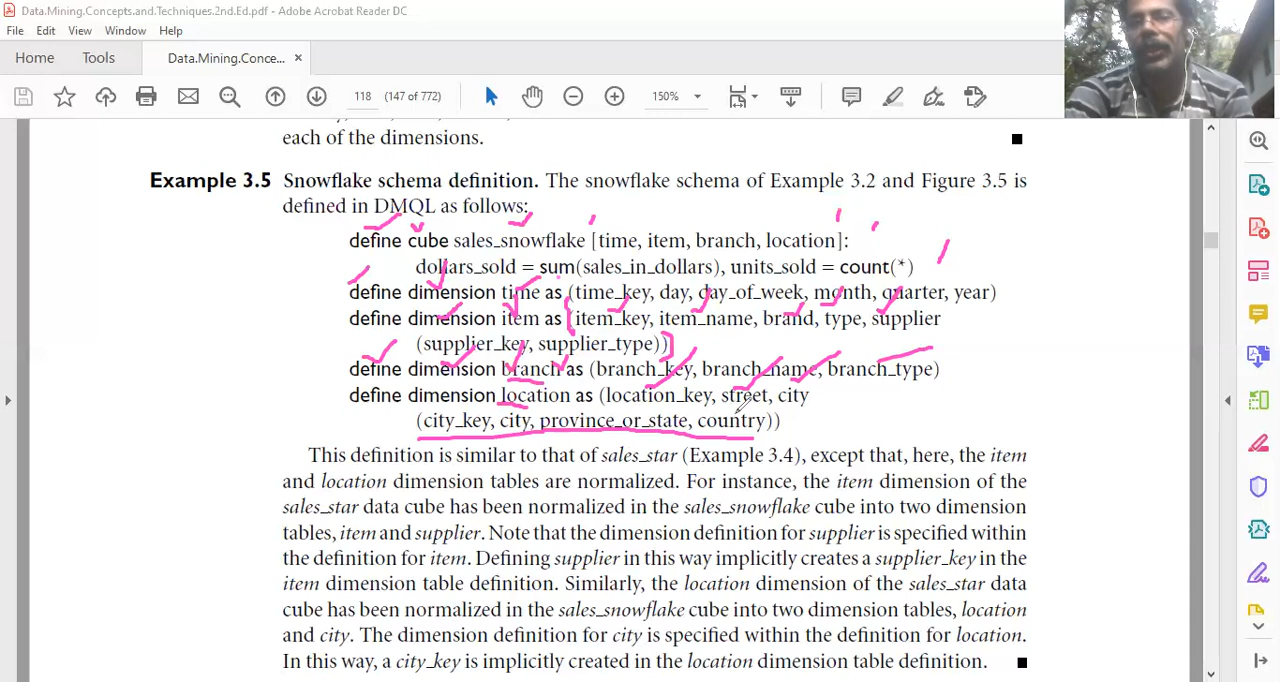 Data.Mining.Concepts.and.Techniques.2nd.Ed.pdf - Adobe Acrobat Reader DC
File Edit View Window Help
Home Tools Data.Mining.Conce... ×
118 (147 of 772) 150%
each of the dimensions.
Example 3.5 Snowflake schema definition. The snowflake schema of Example 3.2 and Figure 3.5 is
defined in DMQL as follows:
define cube sales_snowflake [time, item, branch, location]:
dollars_sold = sum(sales_in_dollars), units_sold = count(*)
define dimension time as (time_key, day, day_of_week, month, quarter, year)
define dimension item as (item_key, item_name, brand, type, supplier
(supplier_key, supplier_type))
define dimension branch as (branch_key, branch_name, branch_type)
define dimension location as (location_key, street, city
(city_key, city, province_or_state, country))
This definition is similar to that of sales_star (Example 3.4), except that, here, the item
and location dimension tables are normalized. For instance, the item dimension of the
sales_star data cube has been normalized in the sales_snowflake cube into two dimension
tables, item and supplier. Note that the dimension definition for supplier is specified within
the definition for item. Defining supplier in this way implicitly creates a supplier_key in the
item dimension table definition. Similarly, the location dimension of the sales_star data
cube has been normalized in the sales_snowflake cube into two dimension tables, location
and city. The dimension definition for city is specified within the definition for location.
In this way, a city_key is implicitly created in the location dimension table definition.